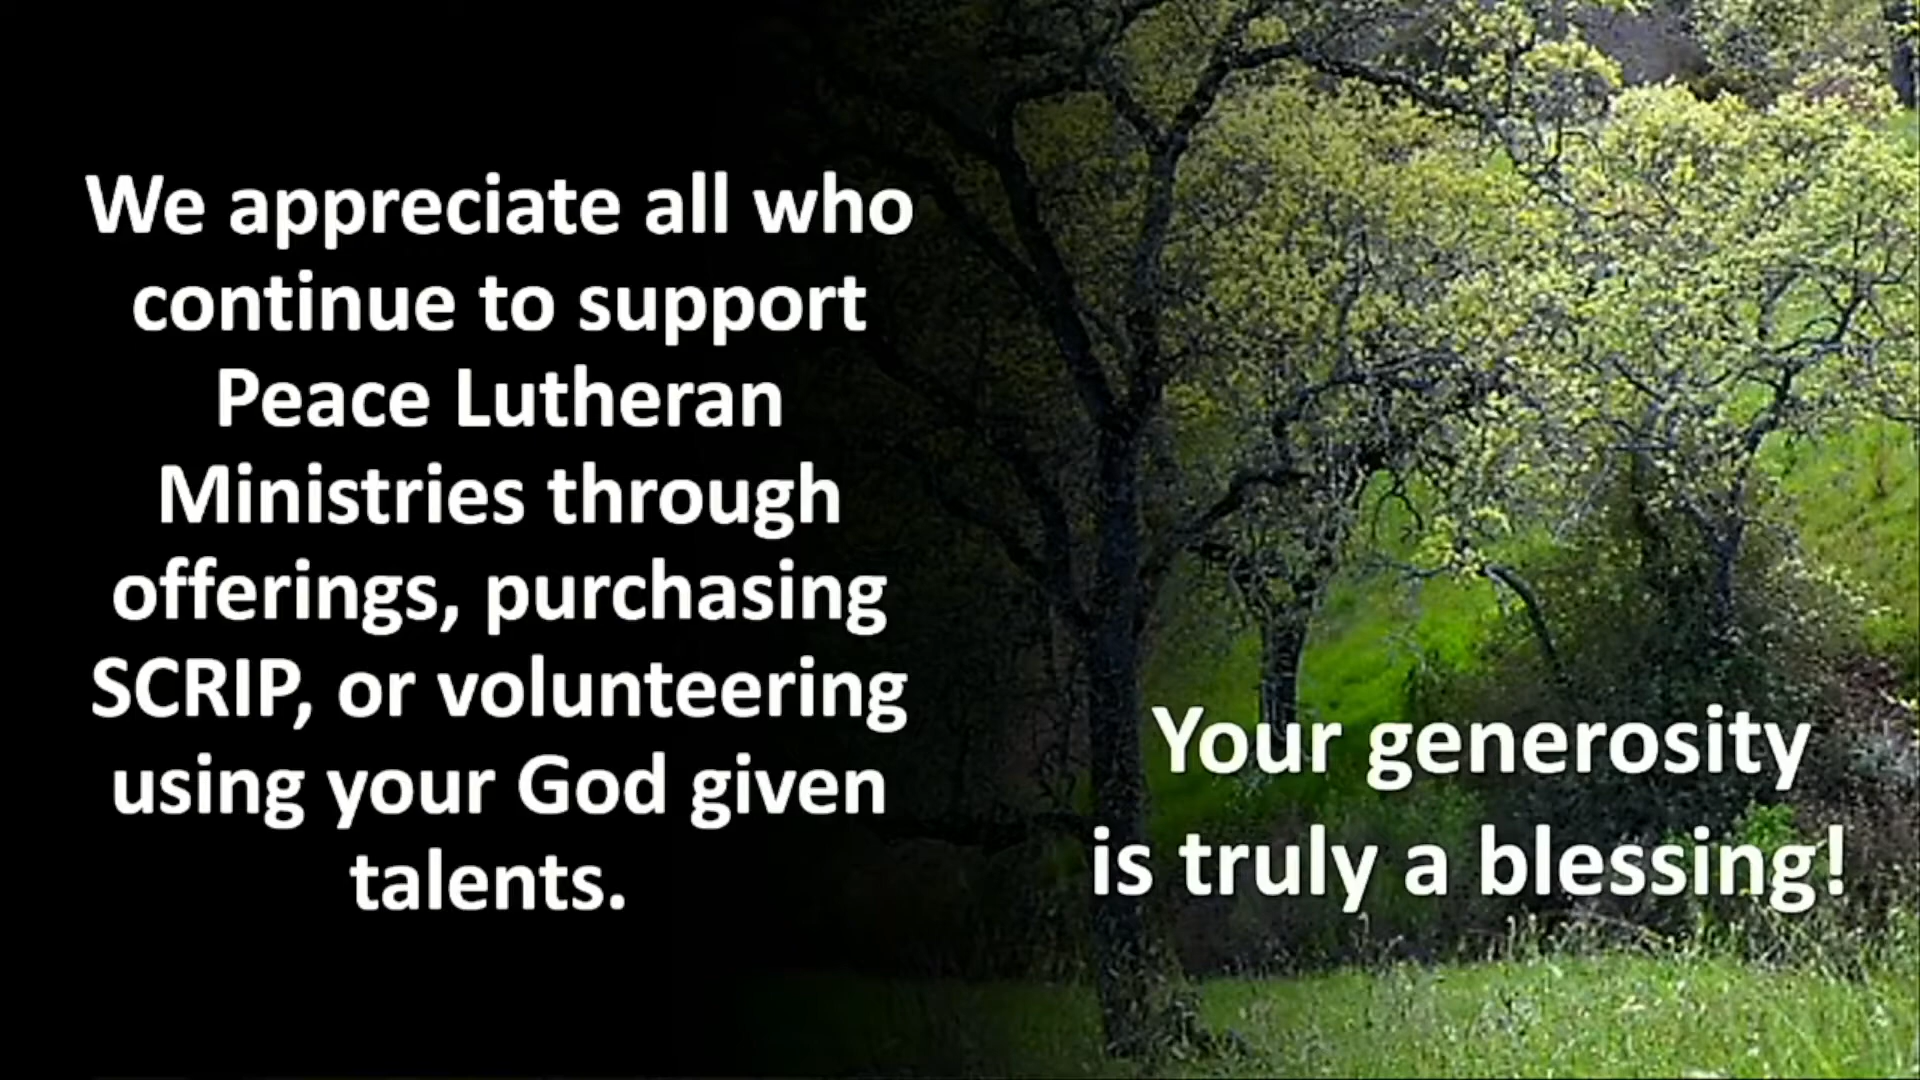 We appreciate all who
continue to support
Peace Lutheran
Ministries through
offerings, purchasing
SCRIP, or volunteering
using your God given
talents.
Your generosity
is truly a blessing!